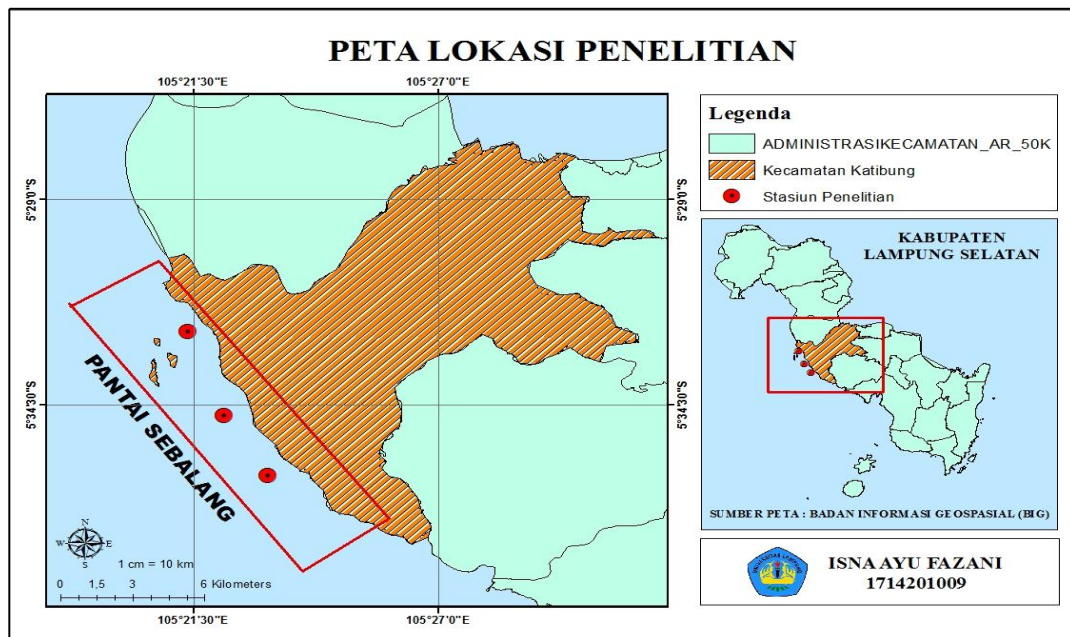 PETA LOKASI PENELITIAN
105°21'30"E 105°27'0"E
5°29'0"S 5°29'0"S
5°34'30"S 5°34'30"S
PANTAI SEBALANG
N
W E
S
1 cm = 10 km
0 1,5 3 6 Kilometers
105°21'30"E 105°27'0"E
Legenda
ADMINISTRASIKECAMATAN_AR_50K
Kecamatan Katibung
Stasiun Penelitian
KABUPATEN
LAMPUNG SELATAN
SUMBER PETA : BADAN INFORMASI GEOSPASIAL (BIG)
ISNA AYU FAZANI
1714201009